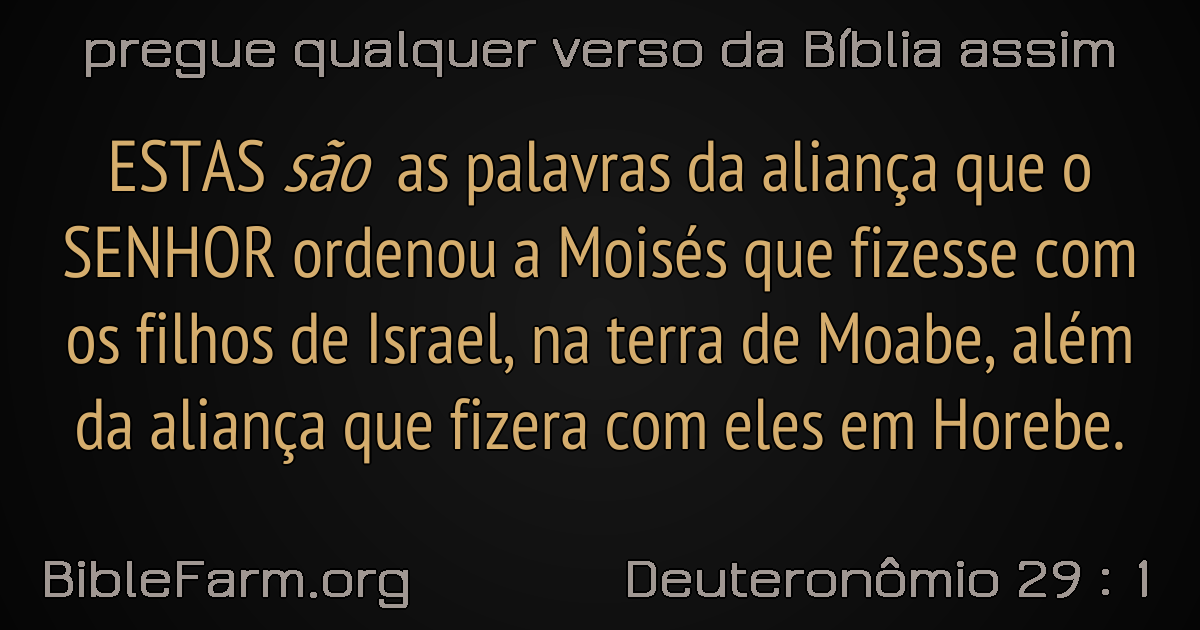 pregue qualquer verso da Bíblia assim
ESTAS são as palavras da aliança que o
SENHOR ordenou a Moisés que fizesse com
os filhos de Israel, na terra de Moabe, além
da aliança que fizera com eles em Horebe.
BibleFarm.org
Deuteronômio 29 : 1